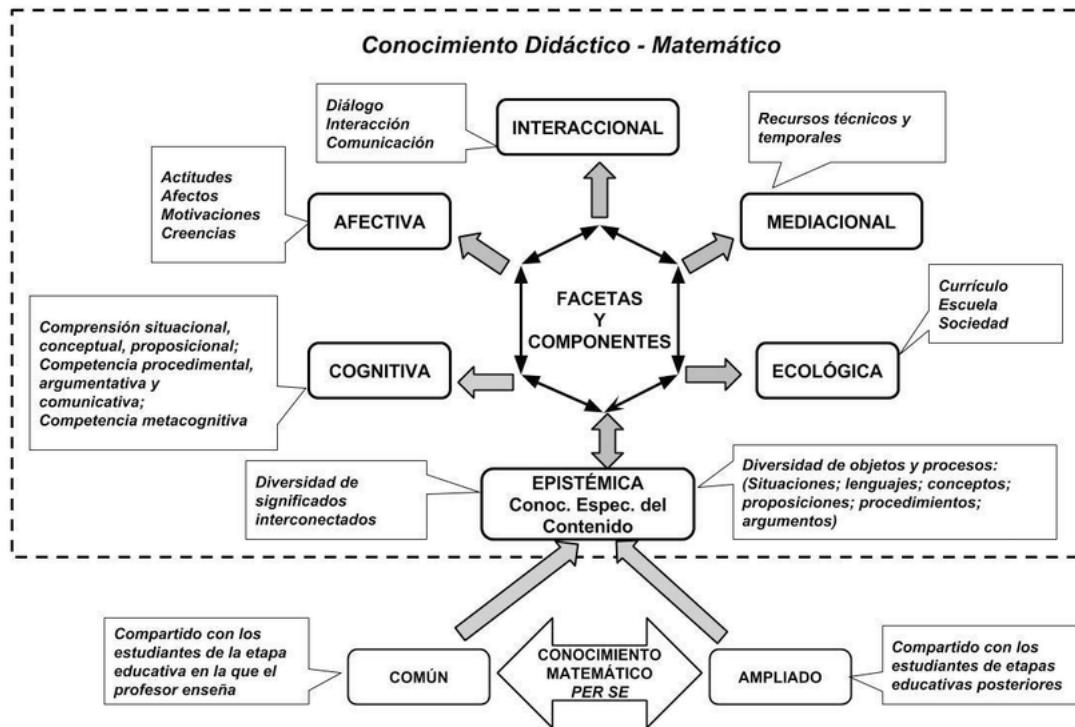 Conocimiento Didáctico - Matemático
Diálogo
Interacción
Comunicación
INTERACCIONAL
Recursos técnicos y
temporales
Actitudes
Afectos
Motivaciones
Creencias
AFECTIVA
MEDIACIONAL
FACETAS
Y
COMPONENTES
Currículo
Escuela
Sociedad
Comprensión situacional,
conceptual, proposicional;
Competencia procedimental,
argumentativa y
comunicativa;
Competencia metacognitiva
COGNITIVA
ECOLÓGICA
Diversidad de
significados
interconectados
EPISTÉMICA
Conoc. Espec. del
Contenido
Diversidad de objetos y procesos:
(Situaciones; lenguajes; conceptos;
proposiciones; procedimientos;
argumentos)
Compartido con los
estudiantes de la etapa
educativa en la que el
profesor enseña
COMÚN
CONOCIMIENTO
MATEMÁTICO
PER SE
AMPLIADO
Compartido con los
estudiantes de etapas
educativas posteriores